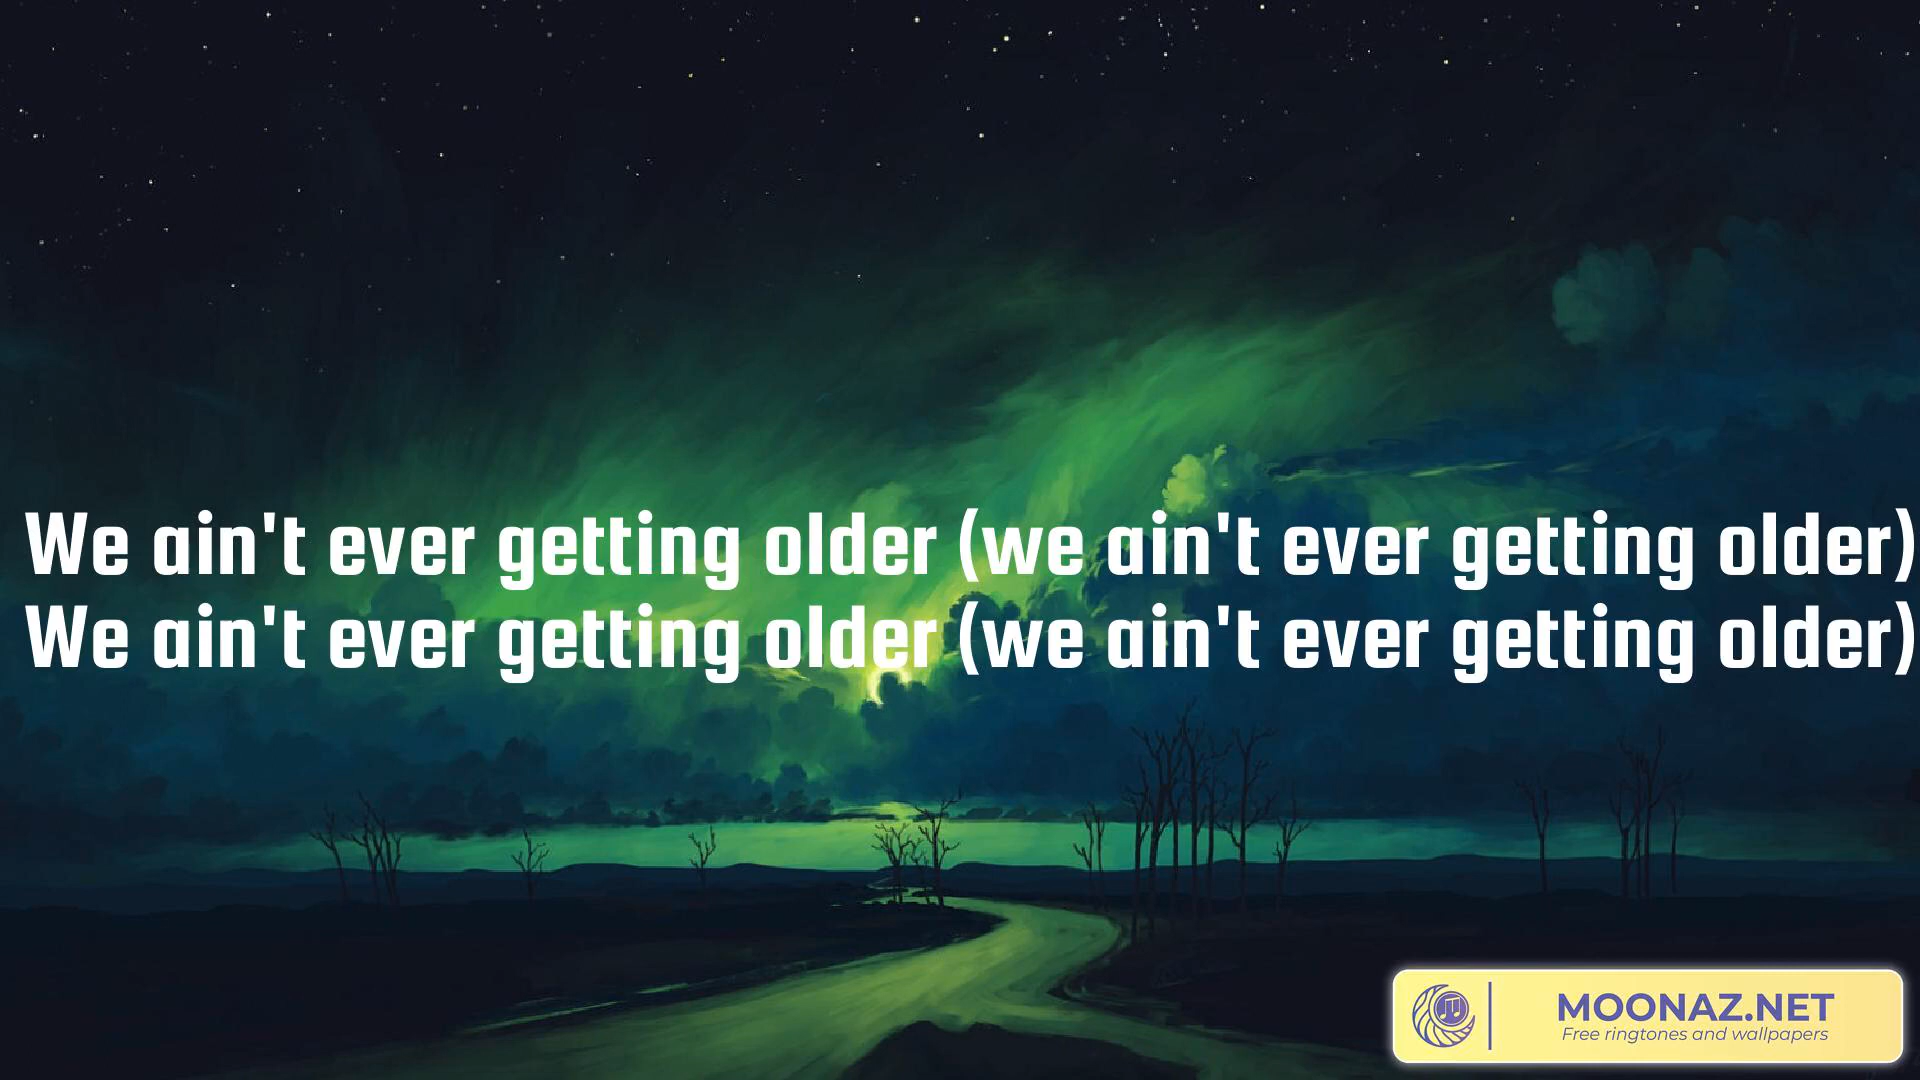 We ain't ever getting older (we ain't ever getting older)
We ain't ever getting older (we ain't ever getting older)
MOONAZ.NET
Free ringtones and wallpapers